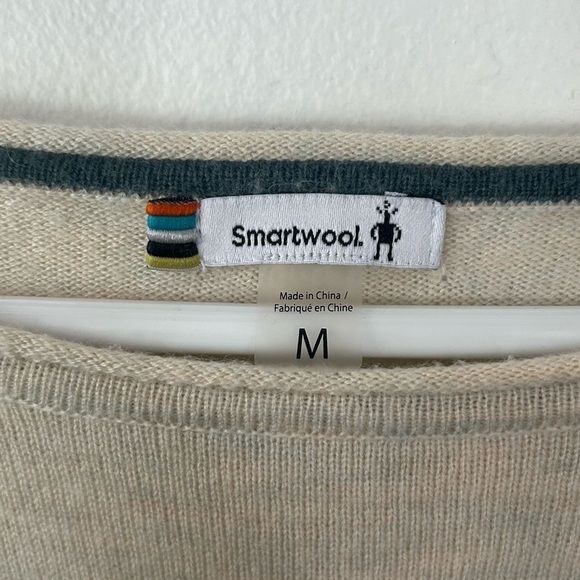 Smartwool.
Made in China /
Fabriqué en Chine
M